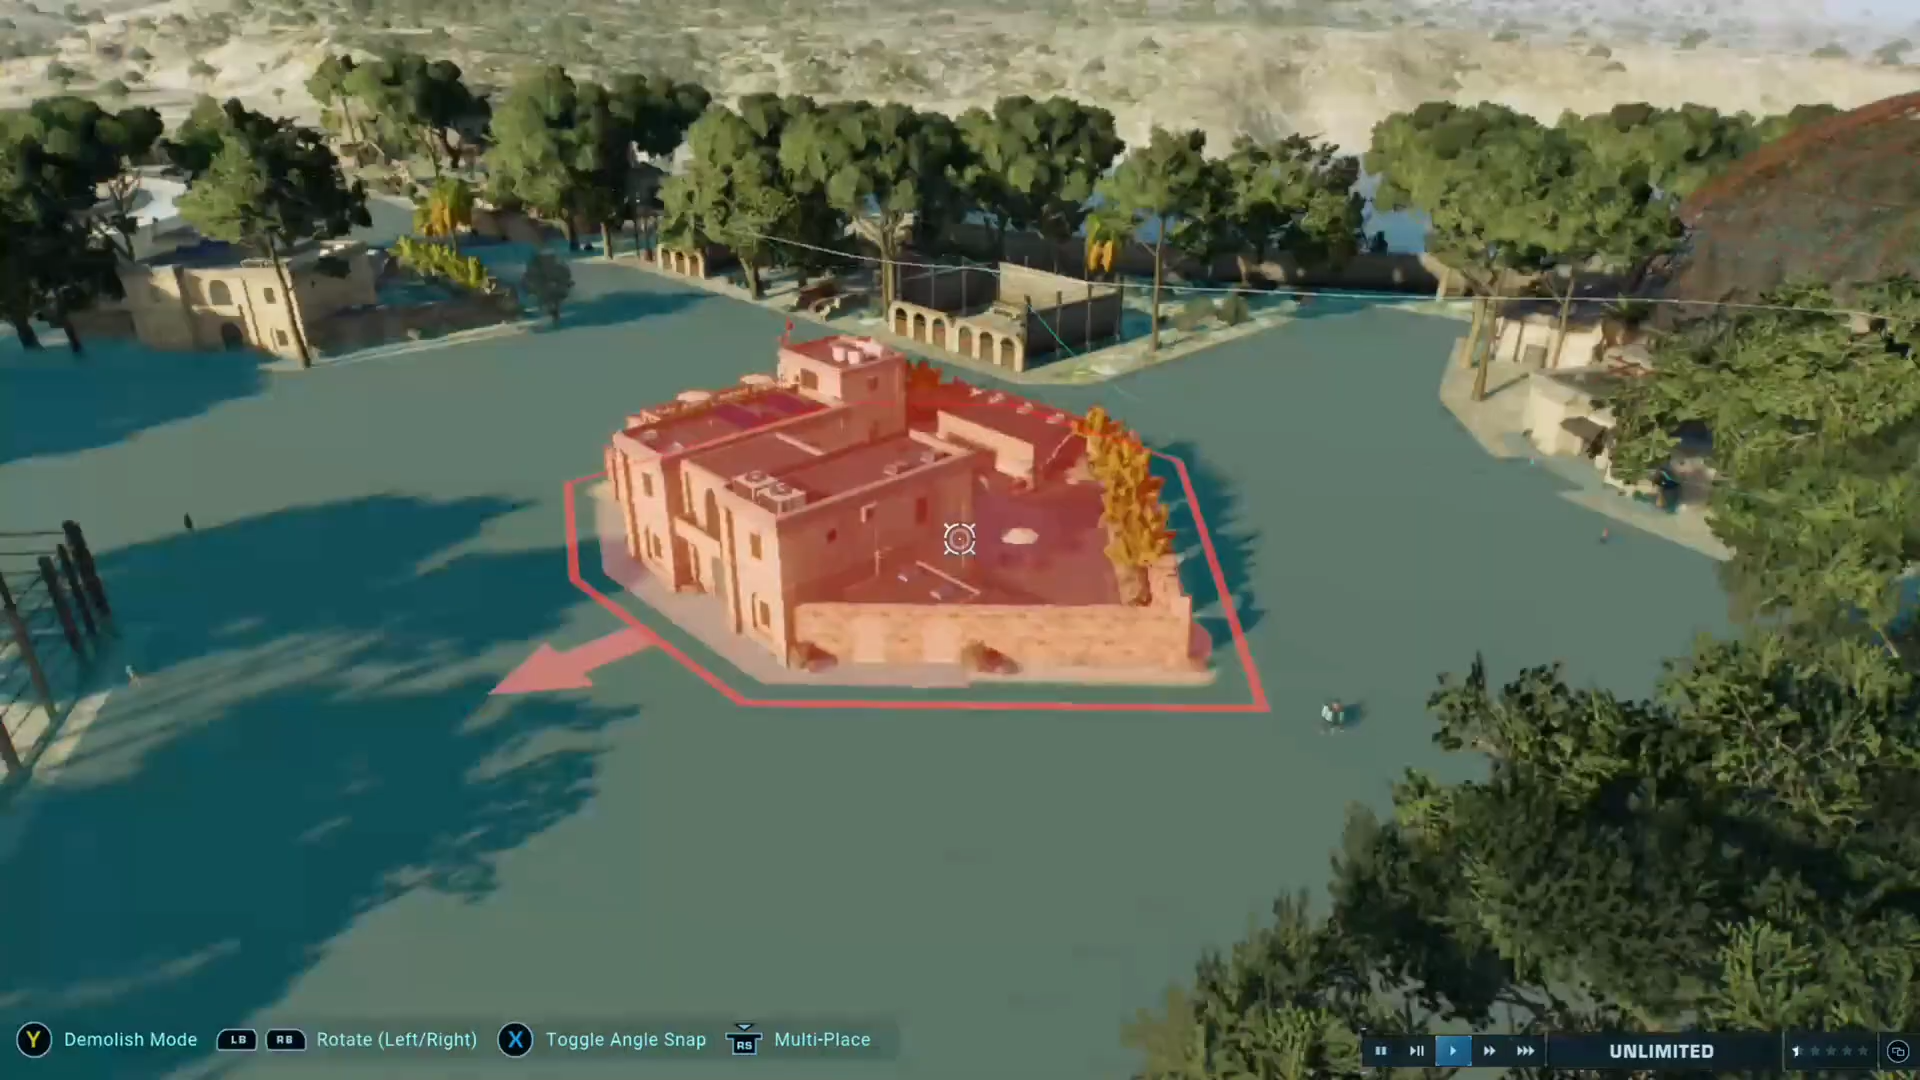 Y Demolish Mode LB RB Rotate (Left/Right) X Toggle Angle Snap RS Multi-Place
UNLIMITED